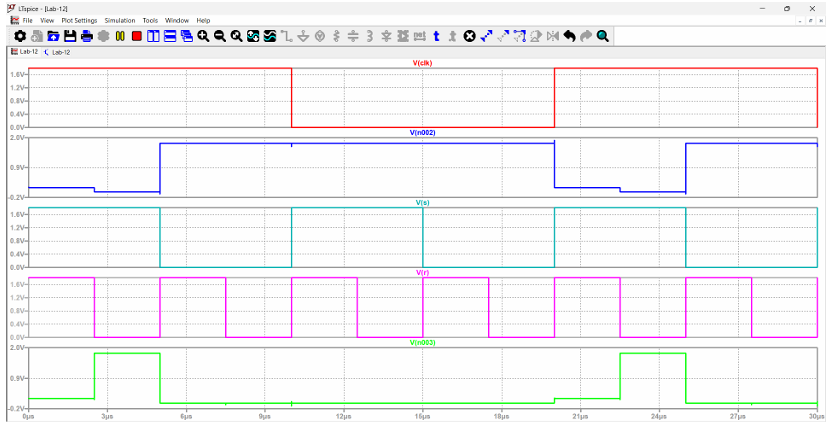 LTspice - [Lab-12]
File View Plot Settings Simulation Tools Window Help
Lab-12 Lab-12
V(clk)
1.6V
1.2V
0.8V
0.4V
0.0V
V(n002)
2.0V
0.9V
-0.2V
V(s)
1.6V
1.2V
0.8V
0.4V
0.0V
V(r)
1.6V
1.2V
0.8V
0.4V
0.0V
V(n003)
2.0V
0.9V
-0.2V
0µs 3µs 6µs 9µs 12µs 15µs 18µs 21µs 24µs 27µs 30µs